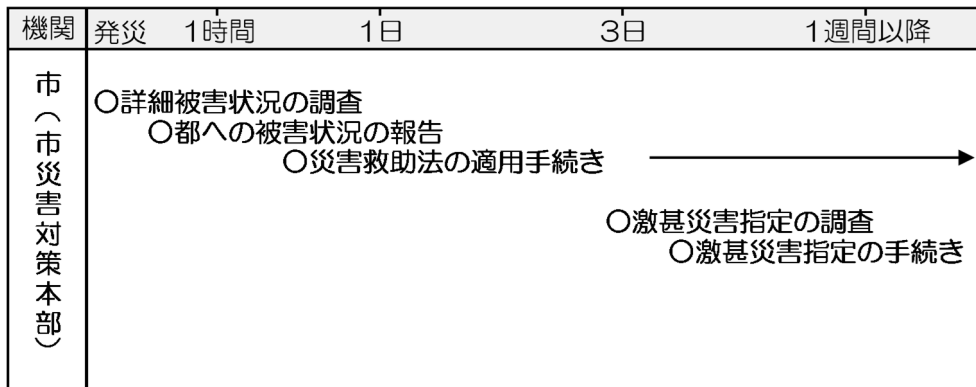 機関 発災 1時間 1日 3日 1週間以降
市（市災害対策本部）
○詳細被害状況の調査
○都への被害状況の報告
○災害救助法の適用手続き
○激甚災害指定の調査
○激甚災害指定の手続き